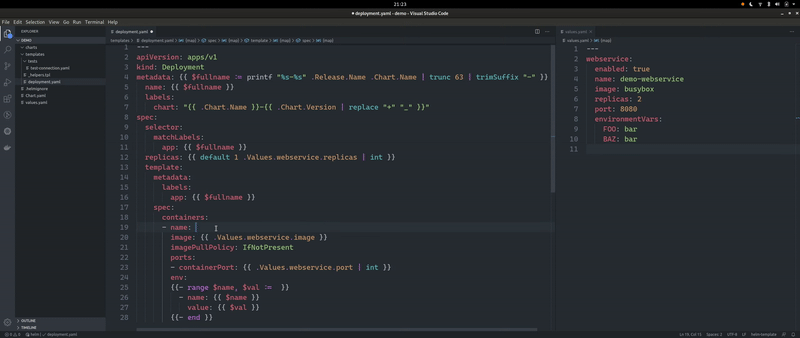 21:23
● deployment.yaml - demo - Visual Studio Code
File Edit Selection View Go Run Terminal Help
EXPLORER
DEMO
charts
templates
tests
test-connection.yaml
_helpers.tpl
deployment.yaml
.helmignore
Chart.yaml
values.yaml
OUTLINE
TIMELINE
deployment.yaml
1 ---
2 apiVersion: apps/v1
3 kind: Deployment
4 metadata: {{ $fullname := printf "%s-%s" .Release.Name .Chart.Name | trunc 63 | trimSuffix "-" }}
5 name: {{ $fullname }}
6 labels:
7 chart: "{{ .Chart.Name }}-{{ .Chart.Version | replace "+" "_" }}"
8 spec:
9 selector:
10 matchLabels:
11 app: {{ $fullname }}
12 replicas: {{ default 1 .Values.webservice.replicas | int }}
13 template:
14 metadata:
15 labels:
16 app: {{ $fullname }}
17 spec:
18 containers:
19 - name:
20 image: {{ .Values.webservice.image }}
21 imagePullPolicy: IfNotPresent
22 ports:
23 - containerPort: {{ .Values.webservice.port | int }}
24 env:
25 {{- range $name, $val := }}
26 - name: {{ $name }}
27 value: {{ $val }}
28 {{- end }}
values.yaml
values.yaml
1 ---
2 webservice:
3 enabled: true
4 name: demo-webservice
5 image: busybox
6 replicas: 2
7 port: 8080
8 environmentVars:
9 FOO: bar
10 BAZ: bar
11
Ln 19, Col 11 Spaces: 2 UTF-8 LF helm-template